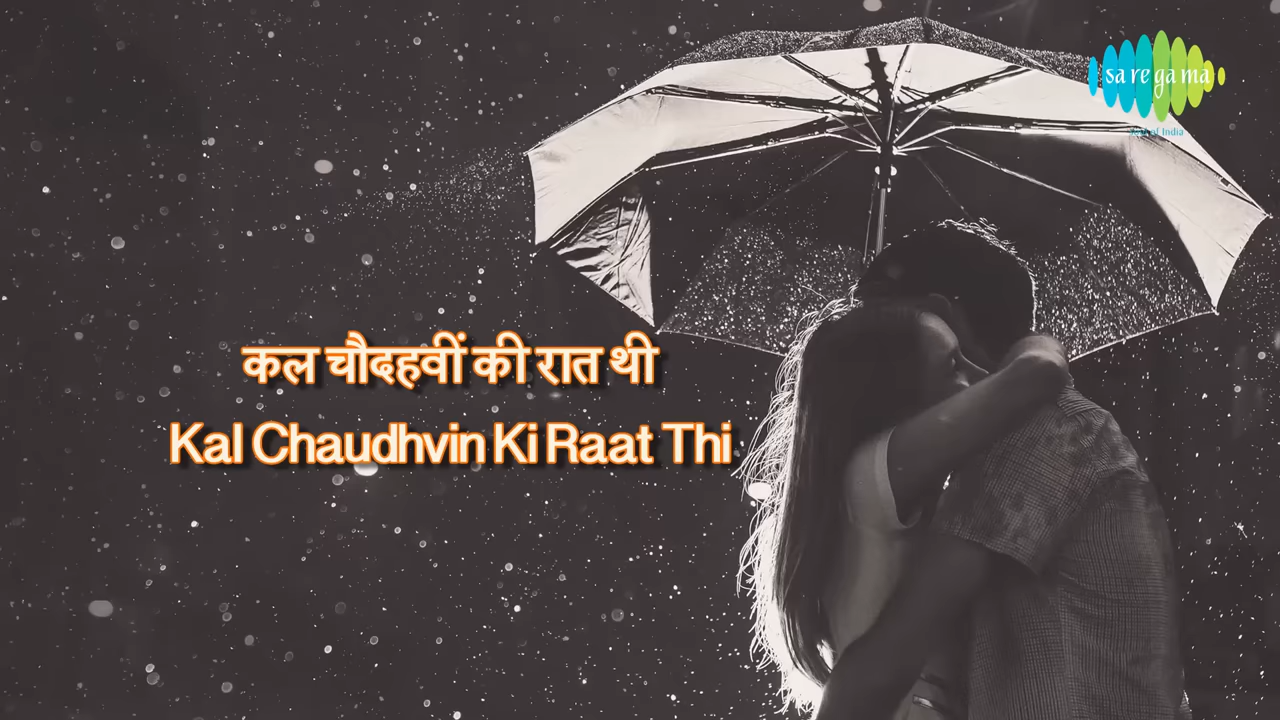 sa re ga ma
कल चौदहवीं की रात थी
Kal Chaudhvin Ki Raat Thi